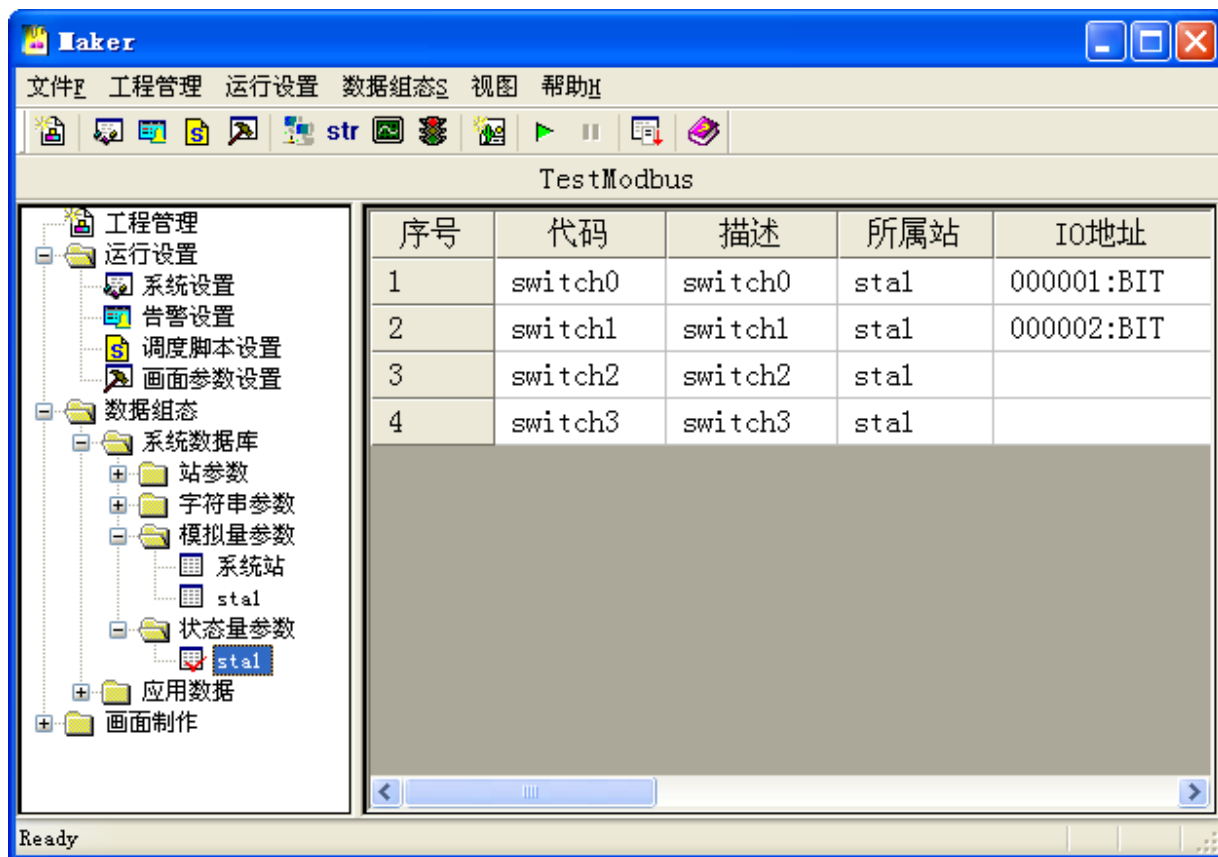 Maker
文件F 工程管理 运行设置 数据组态S 视图 帮助H
str
TestModbus
工程管理
运行设置
系统设置
告警设置
调度脚本设置
画面参数设置
数据组态
系统数据库
站参数
字符串参数
模拟量参数
系统站
sta1
状态量参数
sta1
应用数据
画面制作
序号 代码 描述 所属站 IO地址
1 switch0 switch0 sta1 000001:BIT
2 switch1 switch1 sta1 000002:BIT
3 switch2 switch2 sta1
4 switch3 switch3 sta1
Ready